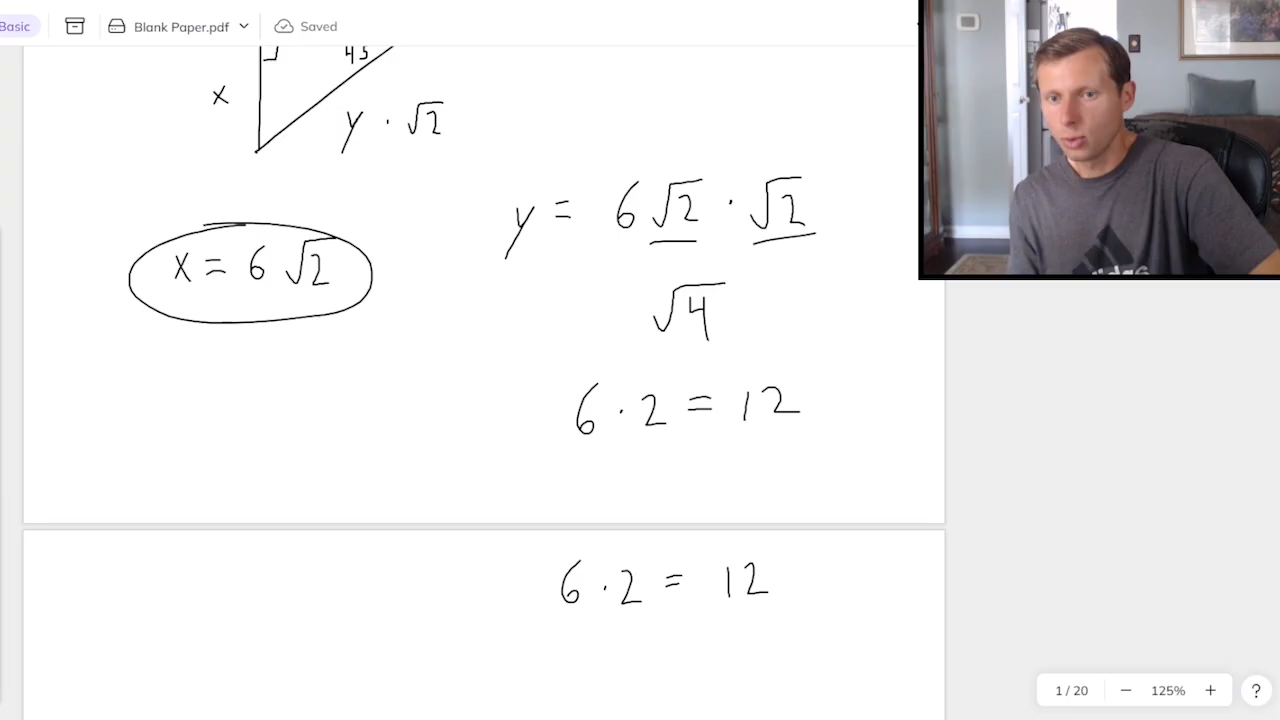 Basic
Blank Paper.pdf
Saved
45
x
y · √2
y = 6 √2 · √2
x = 6 √2
√4
6 · 2 = 12
6 · 2 = 12
adidas
1 / 20
125%
?